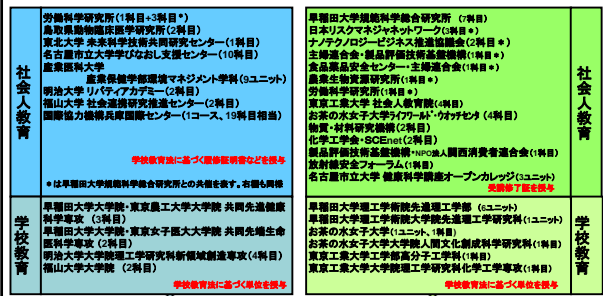 社会人教育
労働科学研究所(1科目+3科目*)
鳥取県動物臨床医学研究所(2科目)
東北大学 未来科学技術共同研究センター(1科目)
名古屋市立大学学びなおし支援センター(10科目)
産業医科大学
産業保健学部環境マネジメント学科(9ユニット)
明治大学 リバティアカデミー(2科目)
福山大学 社会連携研究推進センター(2科目)
国際協力機構兵庫国際センター(1コース、19科目相当)
学校教育法に基づく履修証明書などを授与
*は早稲田大学規範科学総合研究所との共催を表す。右欄も同様
学校教育
早稲田大学大学院・東京農工大学大学院 共同先進健康
科学専攻 (3科目)
早稲田大学大学院・東京女子医大大学院 共同先端生命
医科学専攻(2科目)
明治大学大学院理工学研究科新領域創造専攻(4科目)
福山大学大学院 (2科目)
学校教育法に基づく単位を授与
早稲田大学規範科学総合研究所 (7科目)
日本リスクマネジャネットワーク(3科目*)
ナノテクノロジービジネス推進協議会(2科目*)
主婦連合会・製品評価技術基盤機構(1科目*)
食品薬品安全センター・主婦連合会(1科目*)
農業生物資源研究所(1科目*)
労働科学研究所(1科目*)
東京工業大学 社会人教育院(4科目)
お茶の水女子大学ライフワールド・ウオッチセンタ(4科目)
物質・材料研究機構(2科目)
化学工学会・SCEnet(2科目)
製品評価技術基盤機構・NPO法人関西消費者連合会(1科目)
放射線安全フォーラム(1科目)
名古屋市立大学 健康科学講座オープンカレッジ(3ユニット)
受講修了証を授与
社会人教育
早稲田大学理工学術院先進理工学部 (6ユニット)
早稲田大学理工学術院大学院先進理工学研究科(1ユニット)
お茶の水女子大学(1ユニット、1科目)
お茶の水女子大学大学院人間文化創成科学研究科(1科目)
東京工業大学工学部高分子工学科(1科目)
東京工業大学大学院理工学研究科化学工学専攻(1科目)
学校教育法に基づく単位を授与
学校教育